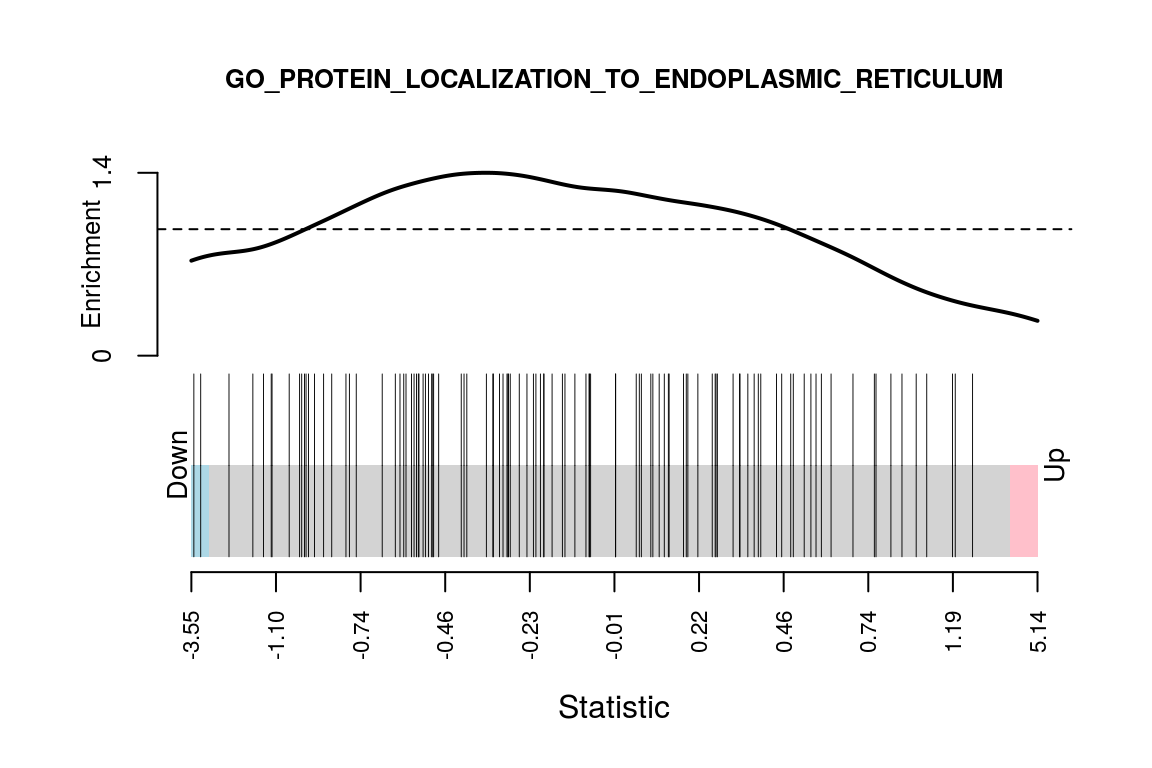 GO_PROTEIN_LOCALIZATION_TO_ENDOPLASMIC_RETICULUM
Enrichment
1.4
0
Down
Up
-3.55
-1.10
-0.74
-0.46
-0.23
-0.01
0.22
0.46
0.74
1.19
5.14
Statistic